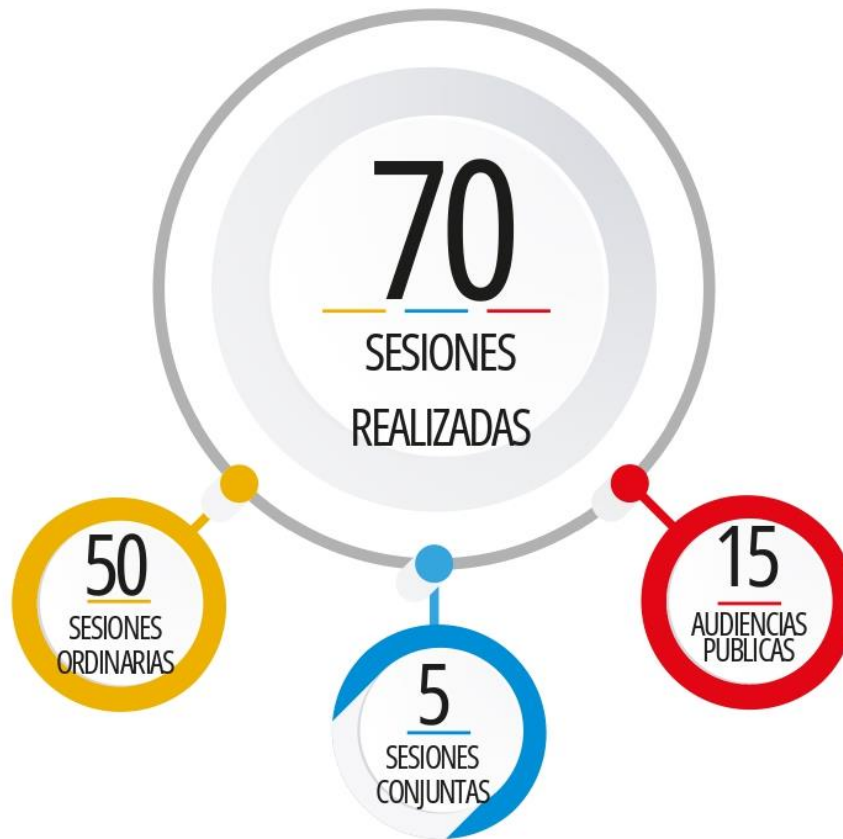 70
SESIONES
REALIZADAS
50
SESIONES
ORDINARIAS
5
SESIONES
CONJUNTAS
15
AUDIENCIAS
PUBLICAS